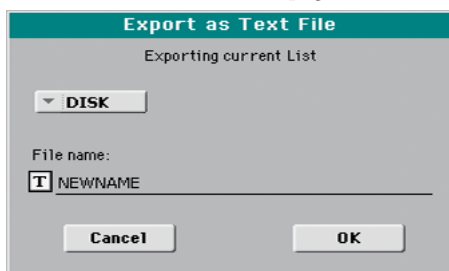 Export as Text File
Exporting current List
DISK
File name:
T NEWNAME
Cancel OK